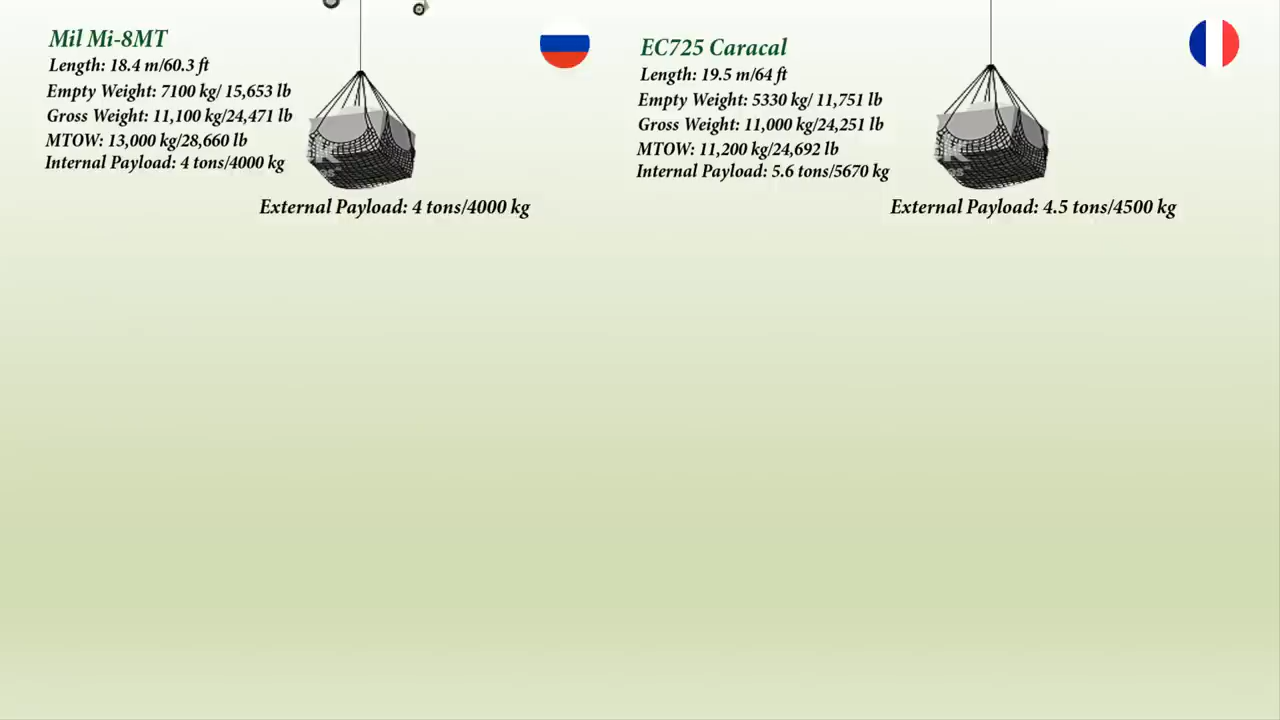 Mil Mi-8MT
Length: 18.4 m/60.3 ft
Empty Weight: 7100 kg/ 15,653 lb
Gross Weight: 11,100 kg/24,471 lb
MTOW: 13,000 kg/28,660 lb
Internal Payload: 4 tons/4000 kg
External Payload: 4 tons/4000 kg
EC725 Caracal
Length: 19.5 m/64 ft
Empty Weight: 5330 kg/ 11,751 lb
Gross Weight: 11,000 kg/24,251 lb
MTOW: 11,200 kg/24,692 lb
Internal Payload: 5.6 tons/5670 kg
External Payload: 4.5 tons/4500 kg